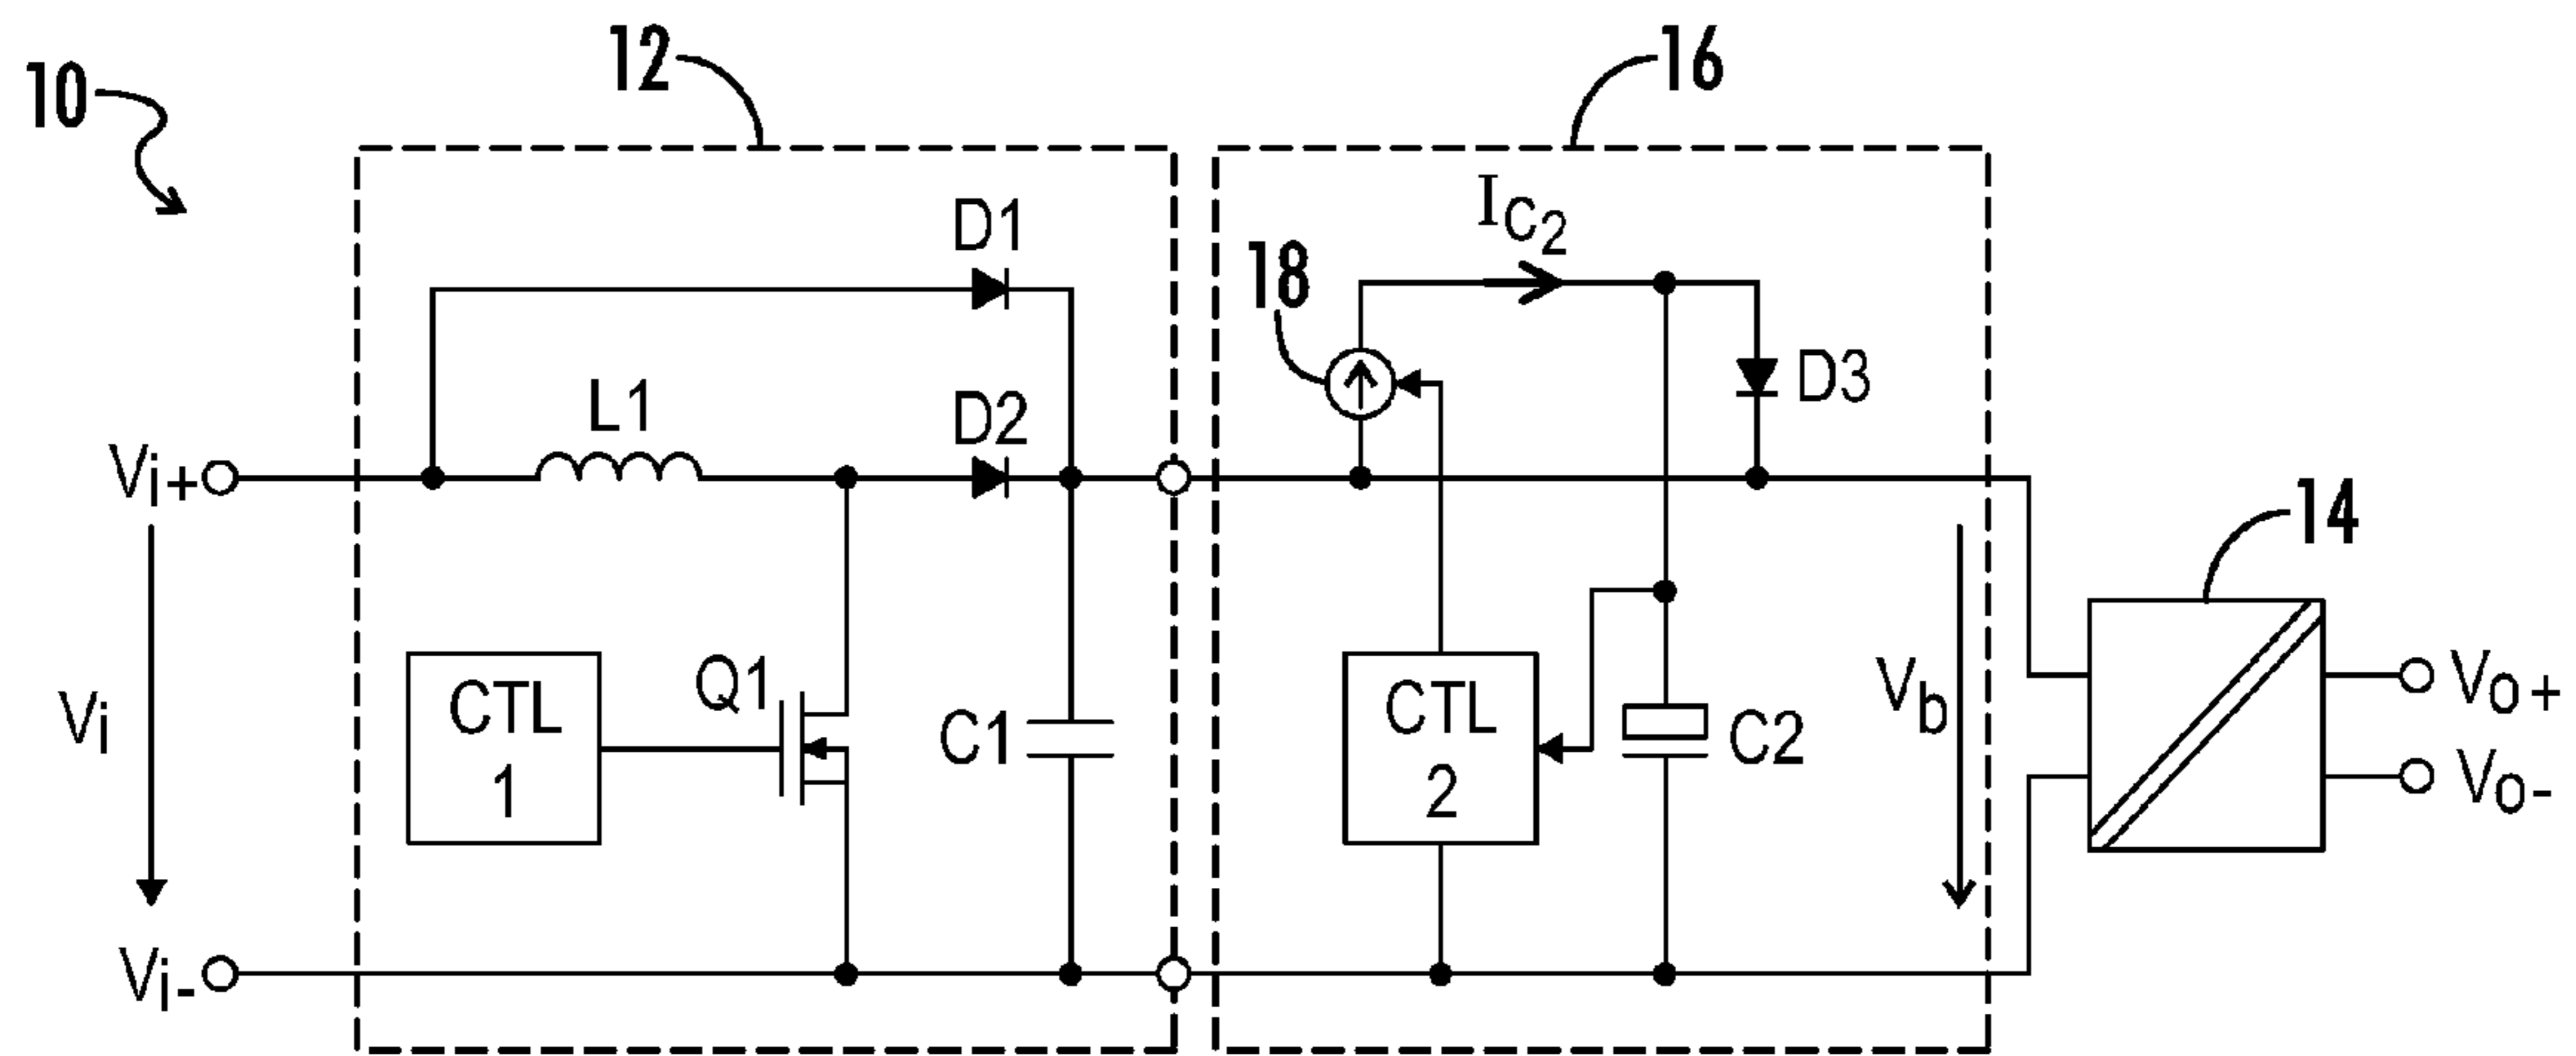 10
12
16
D1
I_C2
18
L1
D2
D3
Vi+
14
Vi
CTL
1
Q1
C1
CTL
2
C2
Vb
Vo+
Vo-
Vi-